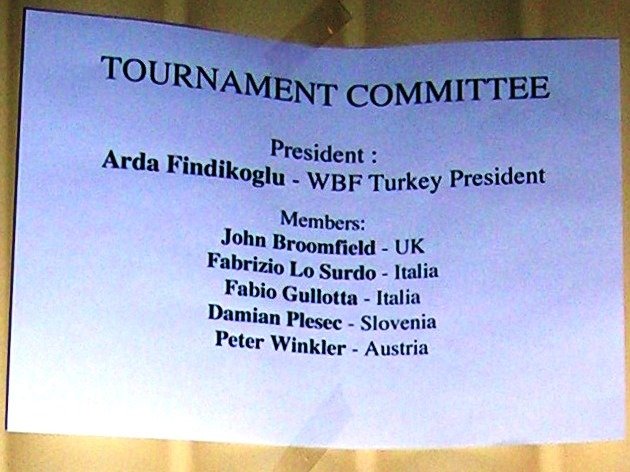 TOURNAMENT COMMITTEE
President :
Arda Findikoglu - WBF Turkey President
Members:
John Broomfield - UK
Fabrizio Lo Surdo - Italia
Fabio Gullotta - Italia
Damian Plesec - Slovenia
Peter Winkler - Austria